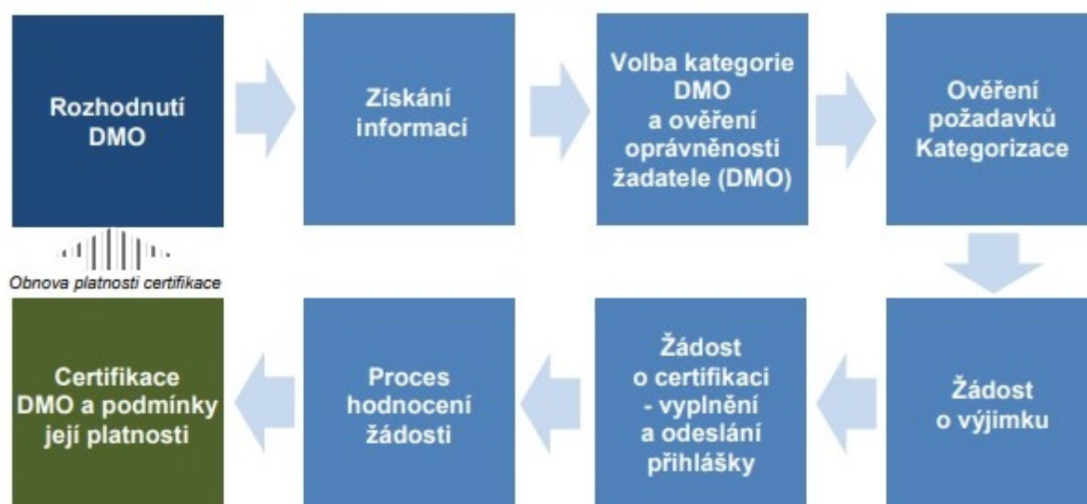 Rozhodnutí
DMO
Získání
informací
Volba kategorie
DMO
a ověření
oprávněnosti
žadatele (DMO)
Ověření
požadavků
Kategorizace
Obnova platnosti certifikace
Žádost
o výjimku
Žádost
o certifikaci
- vyplnění
a odeslání
přihlášky
Proces
hodnocení
žádosti
Certifikace
DMO a podmínky
její platnosti